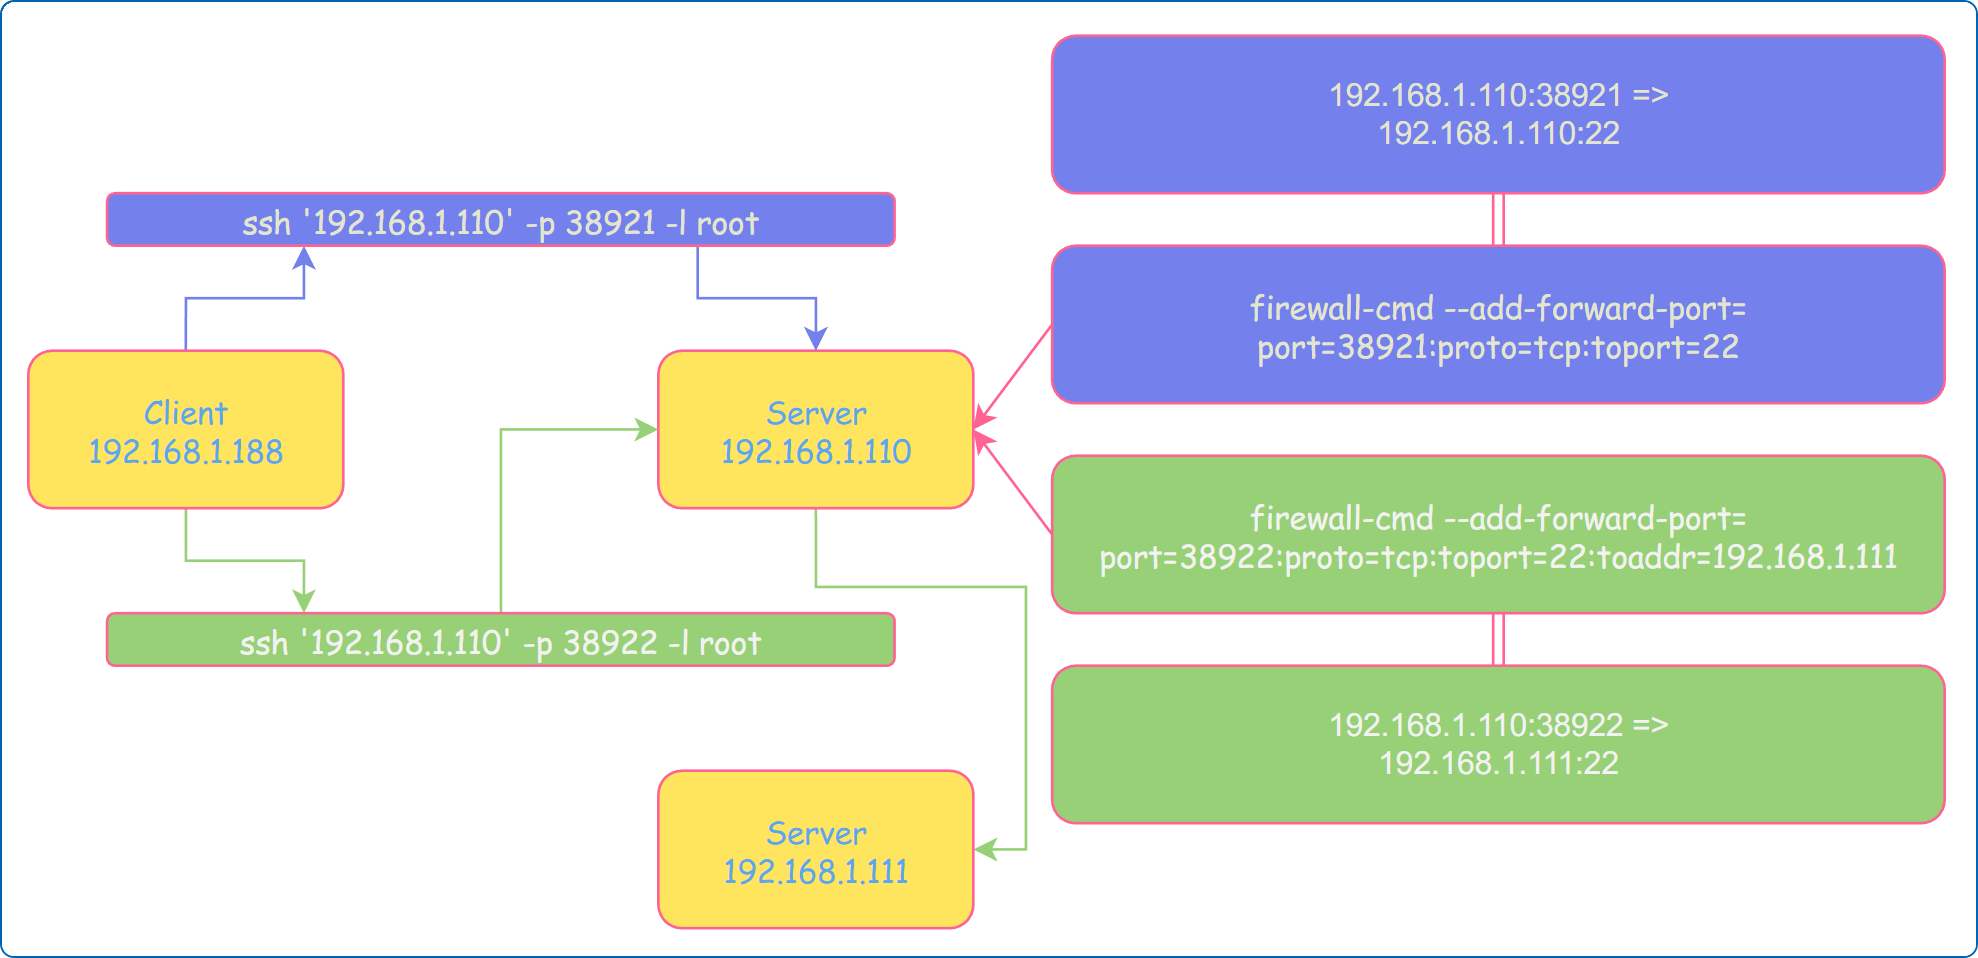 192.168.1.110:38921 =>
192.168.1.110:22
ssh '192.168.1.110' -p 38921 -l root
firewall-cmd --add-forward-port=
port=38921:proto=tcp:toport=22
Client
192.168.1.188
Server
192.168.1.110
firewall-cmd --add-forward-port=
port=38922:proto=tcp:toport=22:toaddr=192.168.1.111
ssh '192.168.1.110' -p 38922 -l root
192.168.1.110:38922 =>
192.168.1.111:22
Server
192.168.1.111